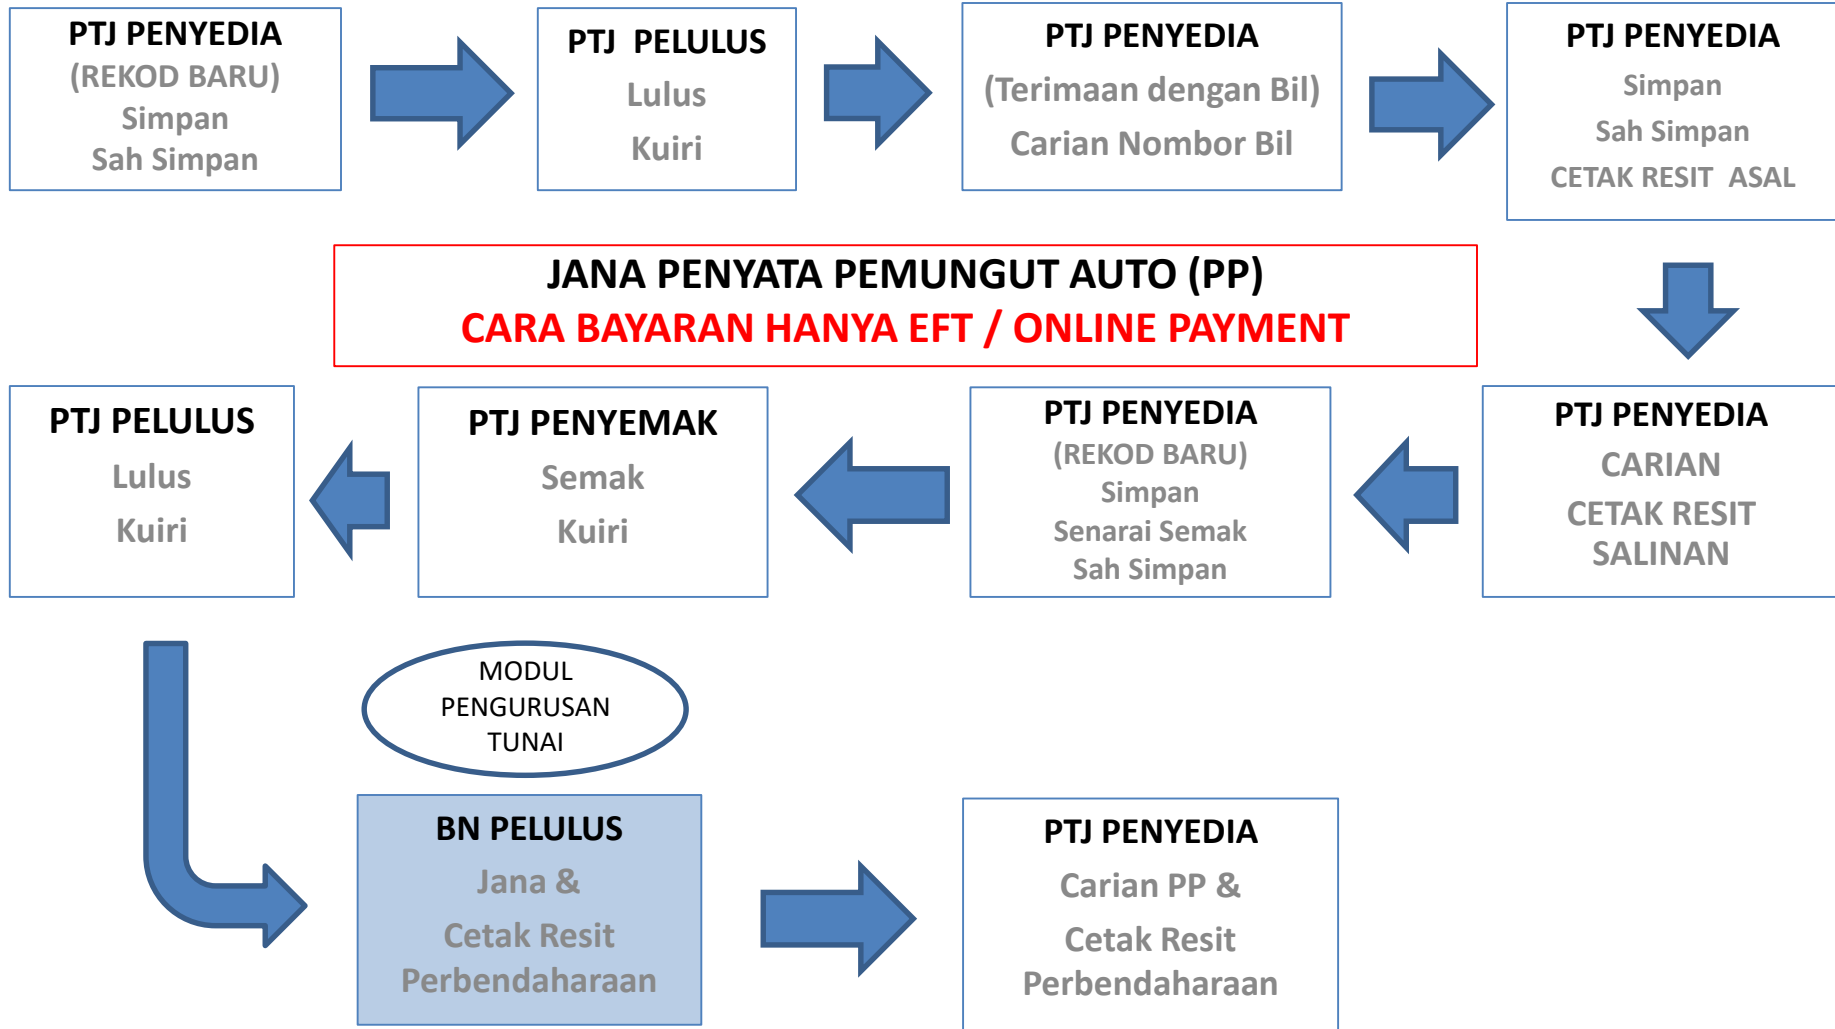 PTJ PENYEDIA
(REKOD BARU)
Simpan
Sah Simpan
PTJ PELULUS
Lulus
Kuiri
PTJ PENYEDIA
(Terimaan dengan Bil)
Carian Nombor Bil
PTJ PENYEDIA
Simpan
Sah Simpan
CETAK RESIT ASAL
JANA PENYATA PEMUNGUT AUTO (PP)
CARA BAYARAN HANYA EFT / ONLINE PAYMENT
PTJ PENYEDIA
CARIAN
CETAK RESIT
SALINAN
PTJ PENYEDIA
(REKOD BARU)
Simpan
Senarai Semak
Sah Simpan
PTJ PENYEMAK
Semak
Kuiri
PTJ PELULUS
Lulus
Kuiri
MODUL
PENGURUSAN
TUNAI
BN PELULUS
Jana &
Cetak Resit
Perbendaharaan
PTJ PENYEDIA
Carian PP &
Cetak Resit
Perbendaharaan